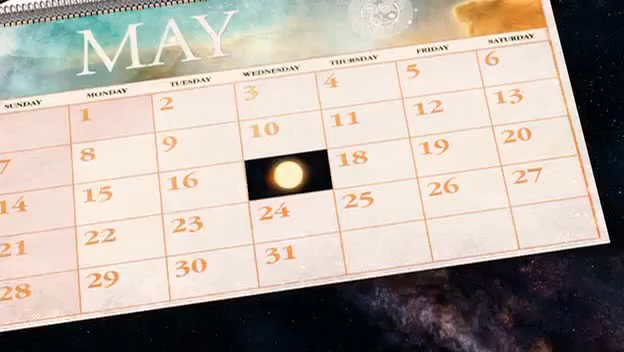 MAY
SUNDAY MONDAY TUESDAY WEDNESDAY THURSDAY FRIDAY SATURDAY
1 2 3 4 5 6
7 8 9 10 11 12 13
14 15 16 18 19 20
21 22 23 24 25 26 27
28 29 30 31